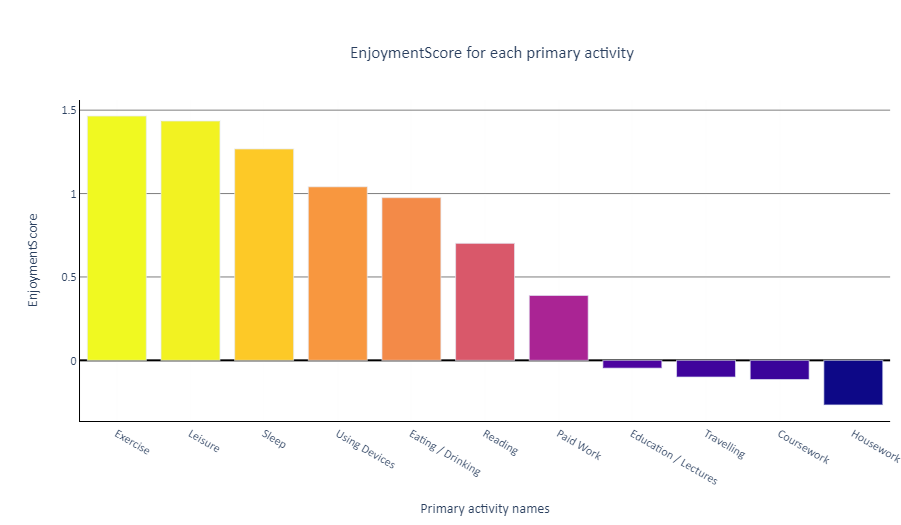 EnjoymentScore for each primary activity
1.5
1
0.5
0
EnjoymentScore
Exercise
Leisure
Sleep
Using Devices
Eating / Drinking
Reading
Paid Work
Education / Lectures
Travelling
Coursework
Housework
Primary activity names